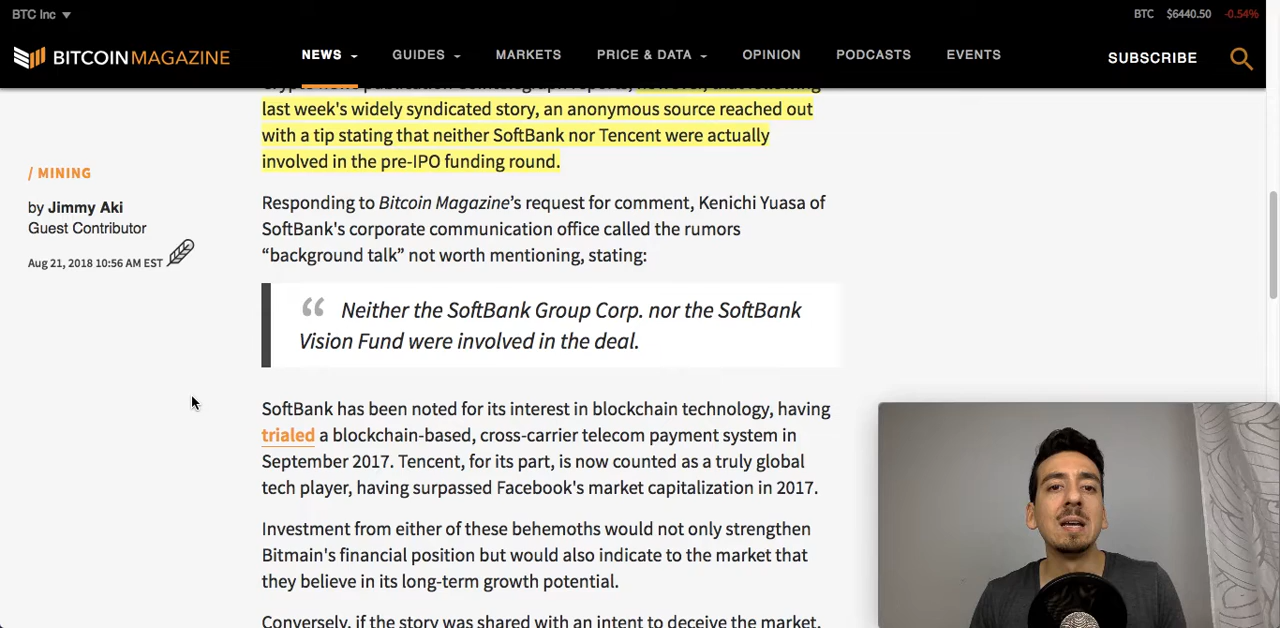 BTC Inc
BTC $6440.50 -0.54%
BITCOINMAGAZINE
NEWS GUIDES MARKETS PRICE & DATA OPINION PODCASTS EVENTS
SUBSCRIBE
last week's widely syndicated story, an anonymous source reached out
with a tip stating that neither SoftBank nor Tencent were actually
involved in the pre-IPO funding round.
/ MINING
by Jimmy Aki
Guest Contributor
Aug 21, 2018 10:56 AM EST
Responding to Bitcoin Magazine’s request for comment, Kenichi Yuasa of
SoftBank's corporate communication office called the rumors
“background talk” not worth mentioning, stating:
“ Neither the SoftBank Group Corp. nor the SoftBank
Vision Fund were involved in the deal.
SoftBank has been noted for its interest in blockchain technology, having
trialed a blockchain-based, cross-carrier telecom payment system in
September 2017. Tencent, for its part, is now counted as a truly global
tech player, having surpassed Facebook's market capitalization in 2017.
Investment from either of these behemoths would not only strengthen
Bitmain's financial position but would also indicate to the market that
they believe in its long-term growth potential.
Conversely, if the story was shared with an intent to deceive the market,